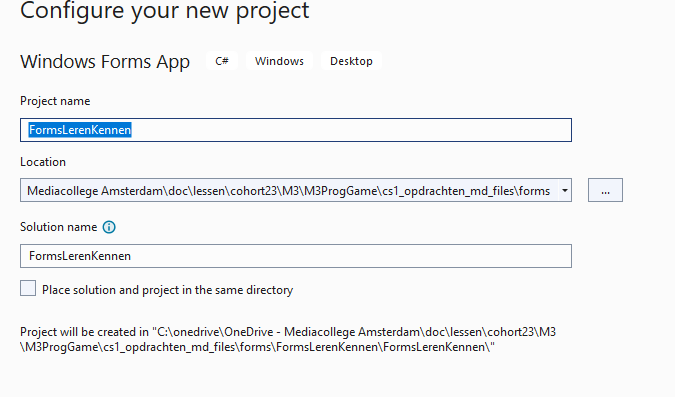 Configure your new project
Windows Forms App C# Windows Desktop
Project name
FormsLerenKennen
Location
Mediacollege Amsterdam\doc\lessen\cohort23\M3\M3ProgGame\cs1_opdrachten_md_files\forms ...
Solution name
FormsLerenKennen
Place solution and project in the same directory
Project will be created in "C:\onedrive\OneDrive - Mediacollege Amsterdam\doc\lessen\cohort23\M3
\M3ProgGame\cs1_opdrachten_md_files\forms\FormsLerenKennen\FormsLerenKennen\"